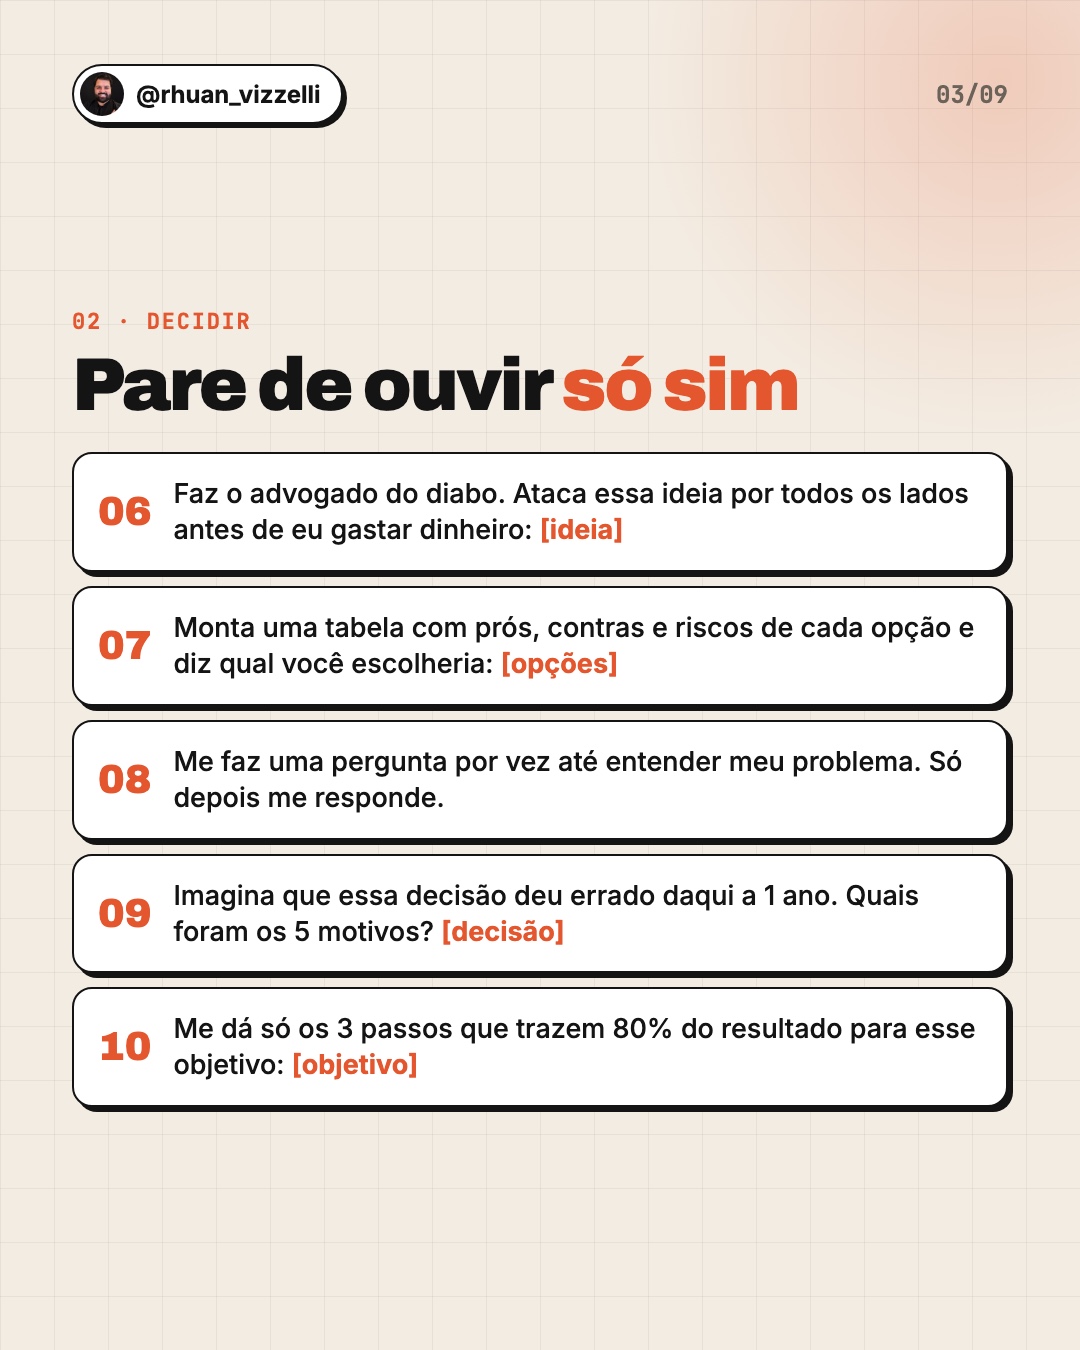 @rhuan_vizzelli
03/09
02 · DECIDIR
Pare de ouvir só sim
06
Faz o advogado do diabo. Ataca essa ideia por todos os lados
antes de eu gastar dinheiro: [ideia]
07
Monta uma tabela com prós, contras e riscos de cada opção e
diz qual você escolheria: [opções]
08
Me faz uma pergunta por vez até entender meu problema. Só
depois me responde.
09
Imagina que essa decisão deu errado daqui a 1 ano. Quais
foram os 5 motivos? [decisão]
10
Me dá só os 3 passos que trazem 80% do resultado para esse
objetivo: [objetivo]